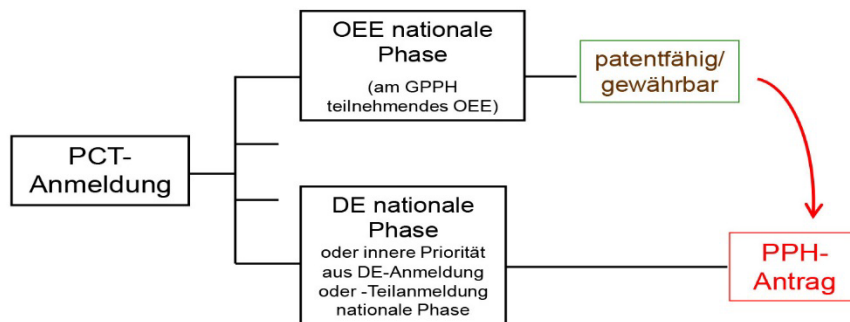 OEE nationale
Phase
(am GPPH
teilnehmendes OEE)
patentfähig/
gewährbar
PCT-
Anmeldung
DE nationale
Phase
oder innere Priorität
aus DE-Anmeldung
oder -Teilanmeldung
nationale Phase
PPH-
Antrag